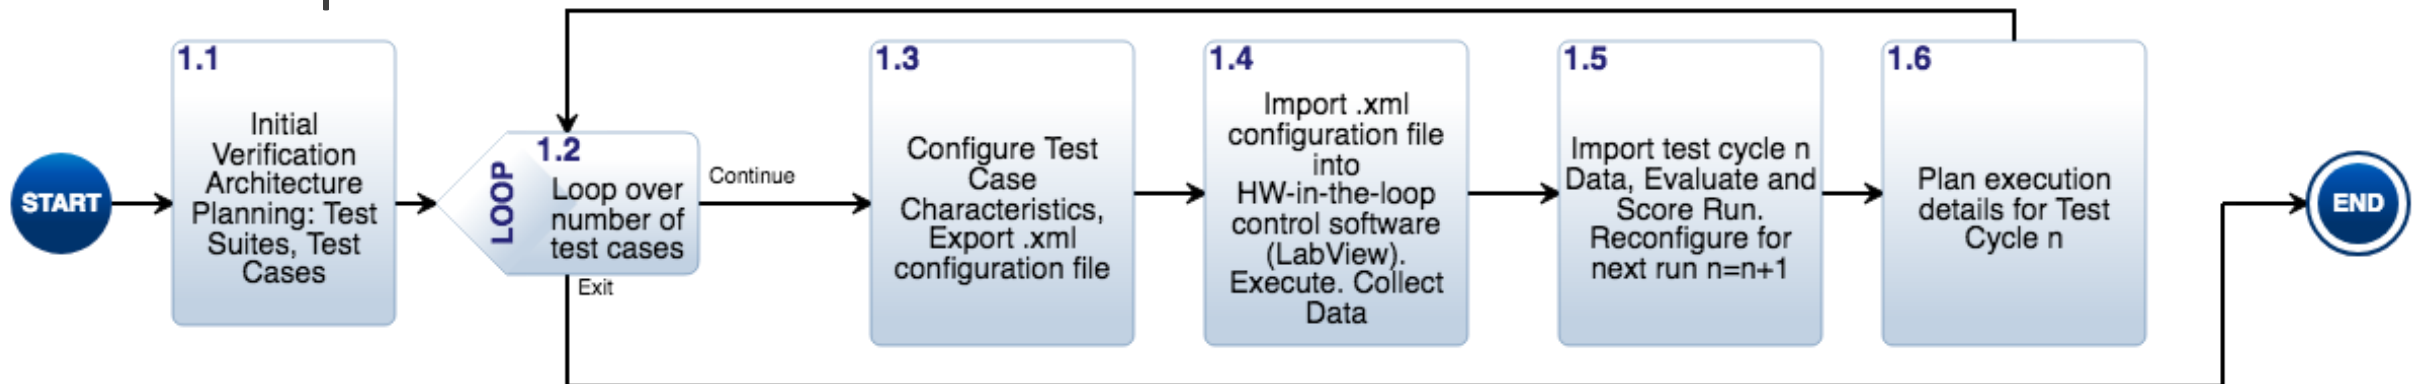 START
1.1
Initial
Verification
Architecture
Planning: Test
Suites, Test
Cases
LOOP
1.2
Loop over
number of
test cases
Continue
Exit
1.3
Configure Test
Case
Characteristics,
Export .xml
configuration file
1.4
Import .xml
configuration file
into
HW-in-the-loop
control software
(LabView).
Execute. Collect
Data
1.5
Import test cycle n
Data, Evaluate and
Score Run.
Reconfigure for
next run n=n+1
1.6
Plan execution
details for Test
Cycle n
END